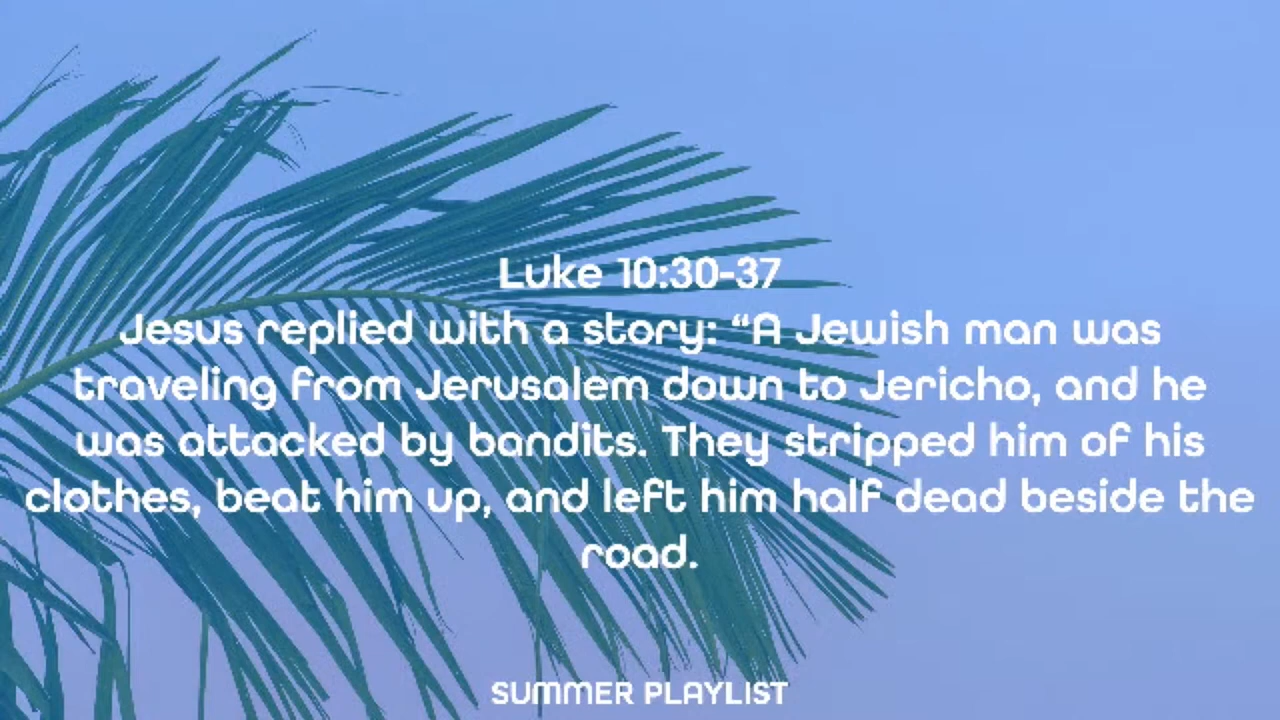 Luke 10:30-37
Jesus replied with a story: “A Jewish man was
traveling from Jerusalem down to Jericho, and he
was attacked by bandits. They stripped him of his
clothes, beat him up, and left him half dead beside the
road.
SUMMER PLAYLIST